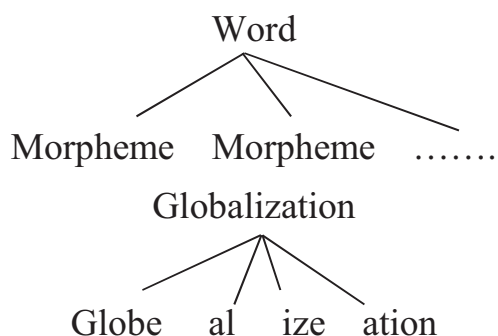 Word
Morpheme Morpheme …….
Globalization
Globe al ize ation